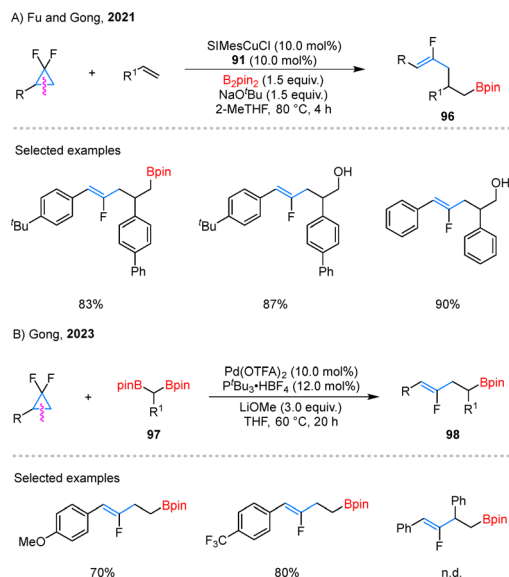 A) Fu and Gong, 2021
F F
R
+
R¹
SIMesCuCl (10.0 mol%)
91 (10.0 mol%)
B₂pin₂ (1.5 equiv.)
NaOᵗBu (1.5 equiv.)
2-MeTHF, 80 °C, 4 h
F
R
R¹
Bpin
96
Selected examples
Bpin
F
ᵗBu
Ph
83%
OH
F
ᵗBu
Ph
87%
OH
F
90%
B) Gong, 2023
F F
R
+
pinB Bpin
R¹
97
Pd(OTFA)₂ (10.0 mol%)
PᵗBu₃•HBF₄ (12.0 mol%)
LiOMe (3.0 equiv.)
THF, 60 °C, 20 h
R
Bpin
F R¹
98
Selected examples
Bpin
F
MeO
70%
Bpin
F
F₃C
80%
Ph
Ph
Bpin
F
n.d.